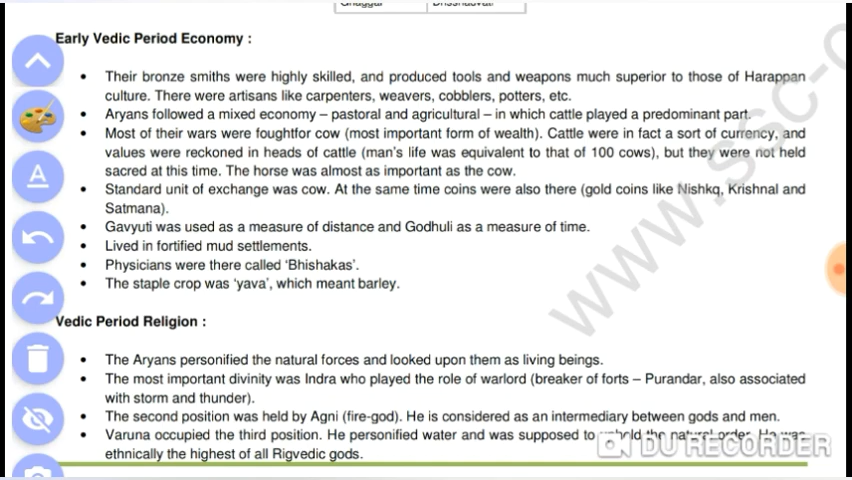 Early Vedic Period Economy :
• Their bronze smiths were highly skilled, and produced tools and weapons much superior to those of Harappan
culture. There were artisans like carpenters, weavers, cobblers, potters, etc.
• Aryans followed a mixed economy – pastoral and agricultural – in which cattle played a predominant part.
• Most of their wars were foughtfor cow (most important form of wealth). Cattle were in fact a sort of currency, and
values were reckoned in heads of cattle (man's life was equivalent to that of 100 cows), but they were not held
sacred at this time. The horse was almost as important as the cow.
• Standard unit of exchange was cow. At the same time coins were also there (gold coins like Nishkq, Krishnal and
Satmana).
• Gavyuti was used as a measure of distance and Godhuli as a measure of time.
• Lived in fortified mud settlements.
• Physicians were there called 'Bhishakas'.
• The staple crop was 'yava', which meant barley.
Vedic Period Religion :
• The Aryans personified the natural forces and looked upon them as living beings.
• The most important divinity was Indra who played the role of warlord (breaker of forts – Purandar, also associated
with storm and thunder).
• The second position was held by Agni (fire-god). He is considered as an intermediary between gods and men.
• Varuna occupied the third position. He personified water and was supposed to uphold the natural order. He was
ethnically the highest of all Rigvedic gods.
www.ssc-
DU RECORDER
A